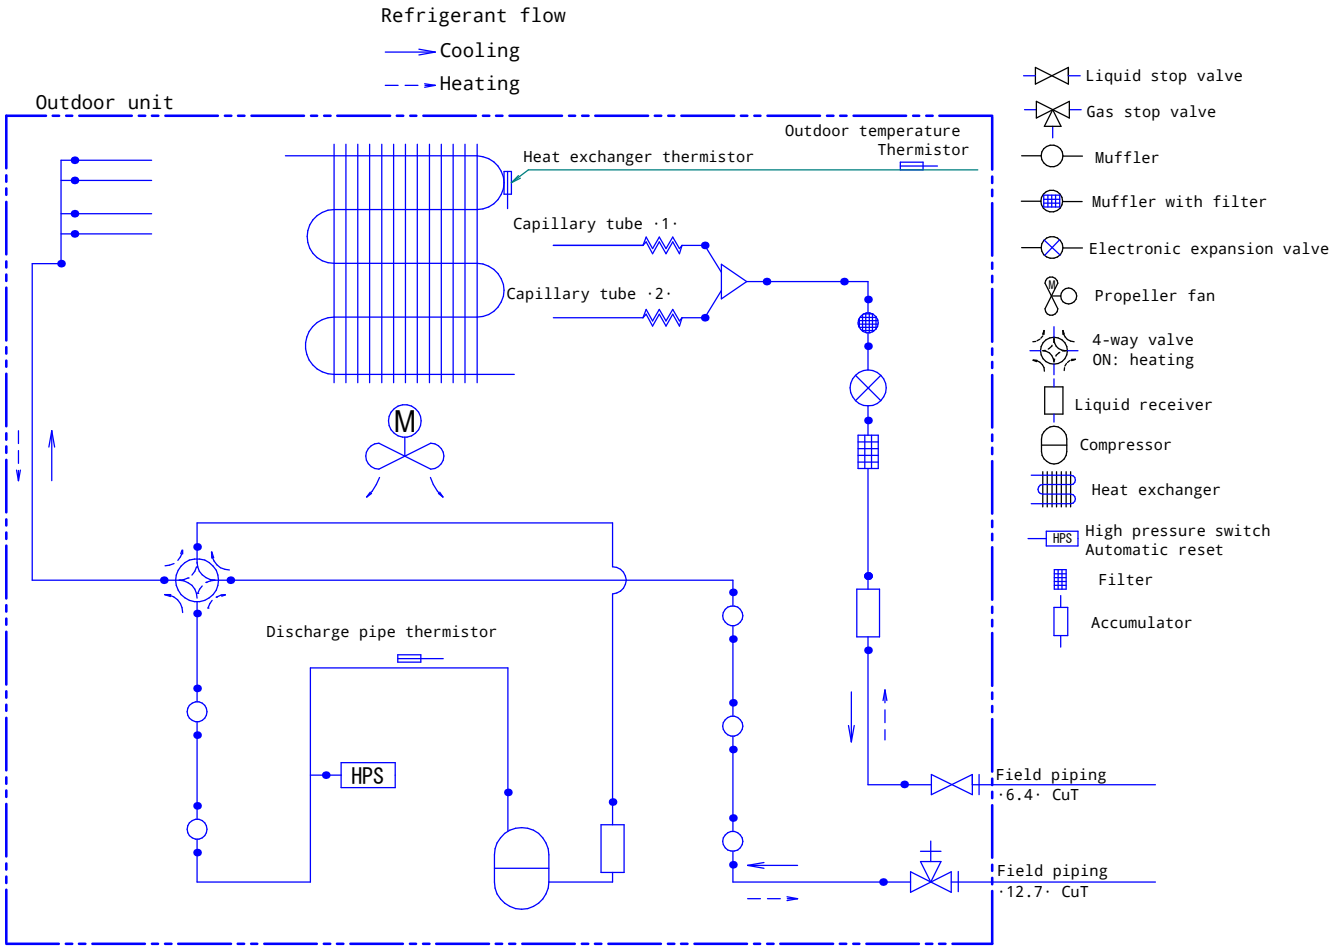 Refrigerant flow
Cooling
Heating
Outdoor unit
Outdoor temperature
Thermistor
Heat exchanger thermistor
Capillary tube ·1·
Capillary tube ·2·
M
Discharge pipe thermistor
HPS
Field piping
·6.4· CuT
Field piping
·12.7· CuT
Liquid stop valve
Gas stop valve
Muffler
Muffler with filter
Electronic expansion valve
M
Propeller fan
4-way valve
ON: heating
Liquid receiver
Compressor
Heat exchanger
HPS
High pressure switch
Automatic reset
Filter
Accumulator